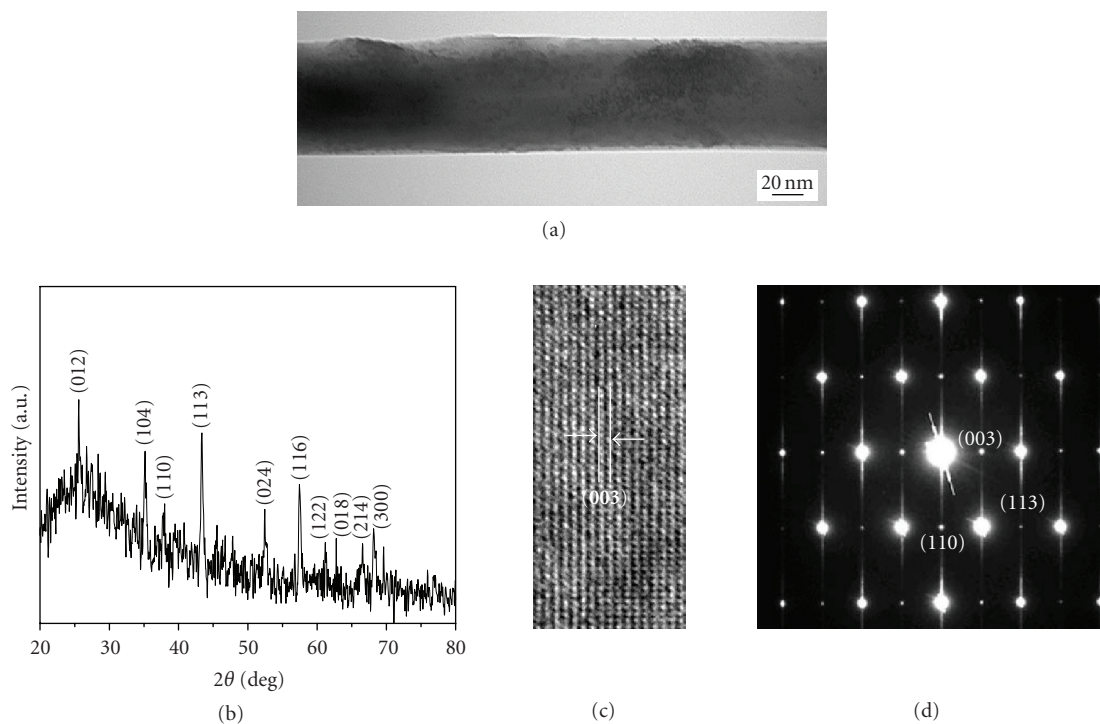 20 nm
(a)
Intensity (a.u.)
(012)
(104)
(110)
(113)
(024)
(116)
(122)
(018)
(214)
(300)
20 30 40 50 60 70 80
2θ (deg)
(b)
(003)
(c)
(003)
(113)
(110)
(d)